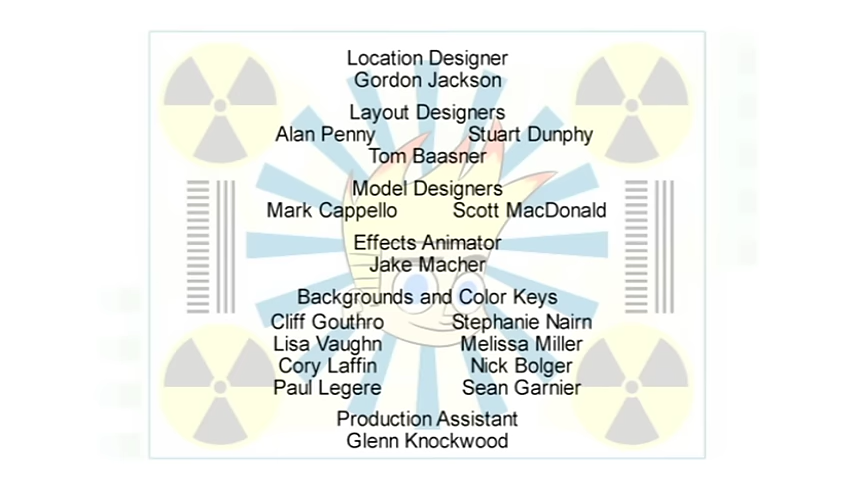 Location Designer
Gordon Jackson
Layout Designers
Alan Penny Stuart Dunphy
Tom Baasner
Model Designers
Mark Cappello Scott MacDonald
Effects Animator
Jake Macher
Backgrounds and Color Keys
Cliff Gouthro Stephanie Nairn
Lisa Vaughn Melissa Miller
Cory Laffin Nick Bolger
Paul Legere Sean Garnier
Production Assistant
Glenn Knockwood